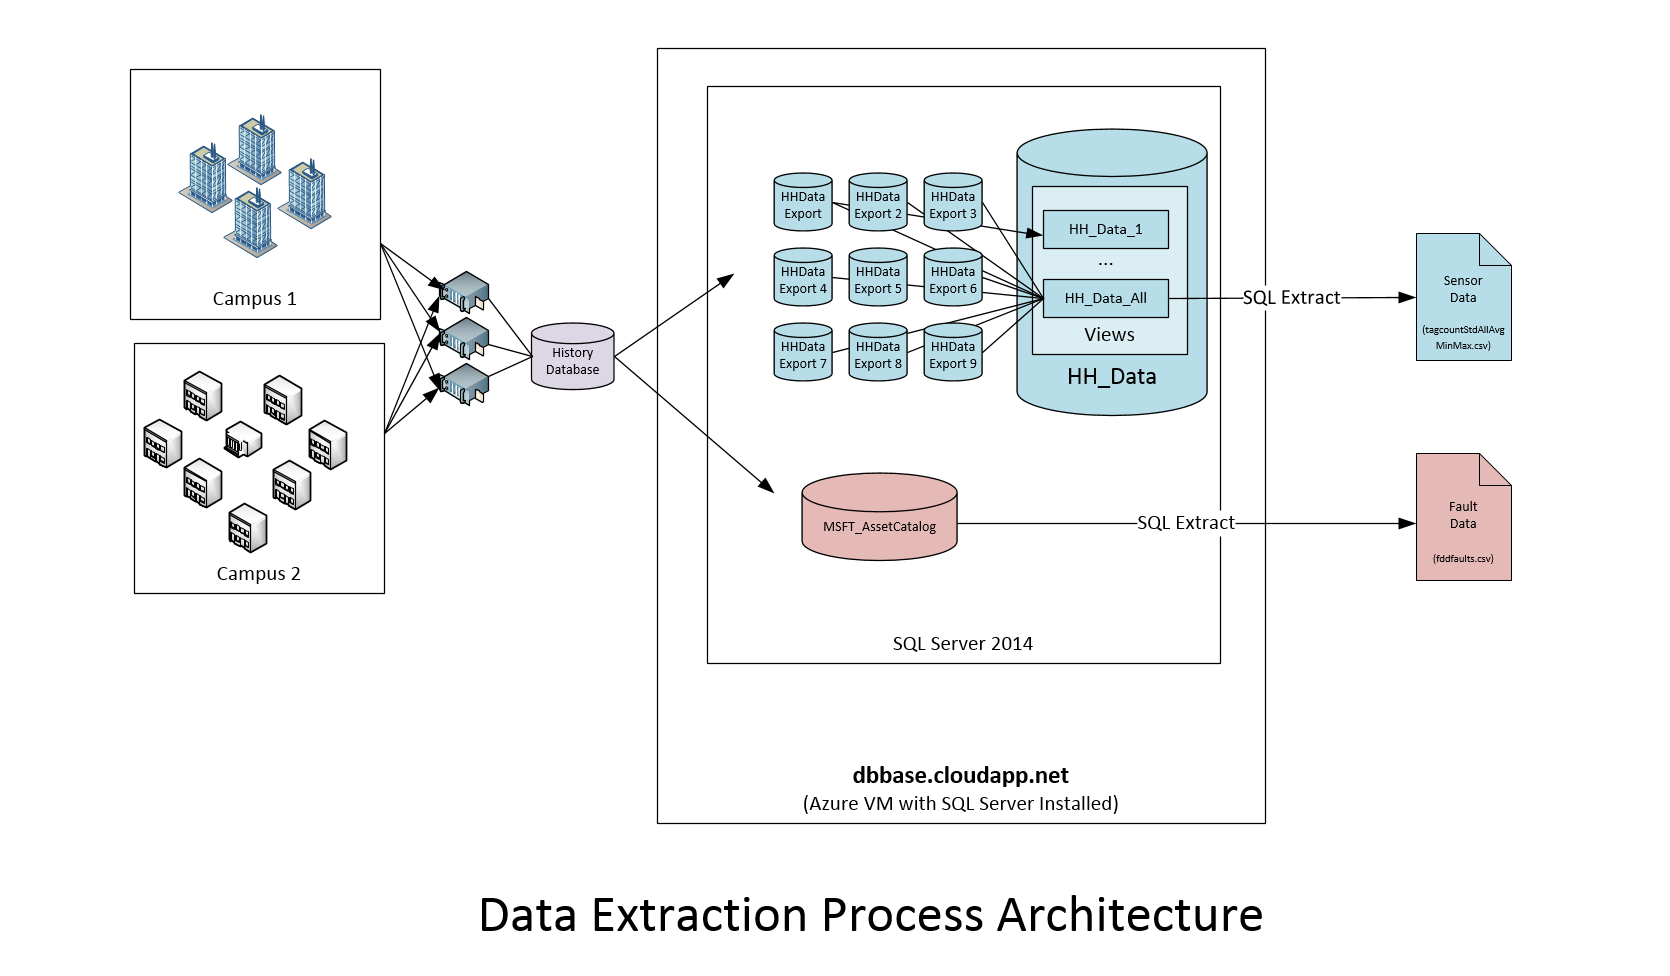 Campus 1
Campus 2
History
Database
HHData
Export
HHData
Export 2
HHData
Export 3
HHData
Export 4
HHData
Export 5
HHData
Export 6
HHData
Export 7
HHData
Export 8
HHData
Export 9
HH_Data_1
...
HH_Data_All
Views
HH_Data
MSFT_AssetCatalog
SQL Server 2014
dbbase.cloudapp.net
(Azure VM with SQL Server Installed)
SQL Extract
SQL Extract
Sensor
Data
(tagcountStdAllAvg
MinMax.csv)
Fault
Data
(fddfaults.csv)
Data Extraction Process Architecture